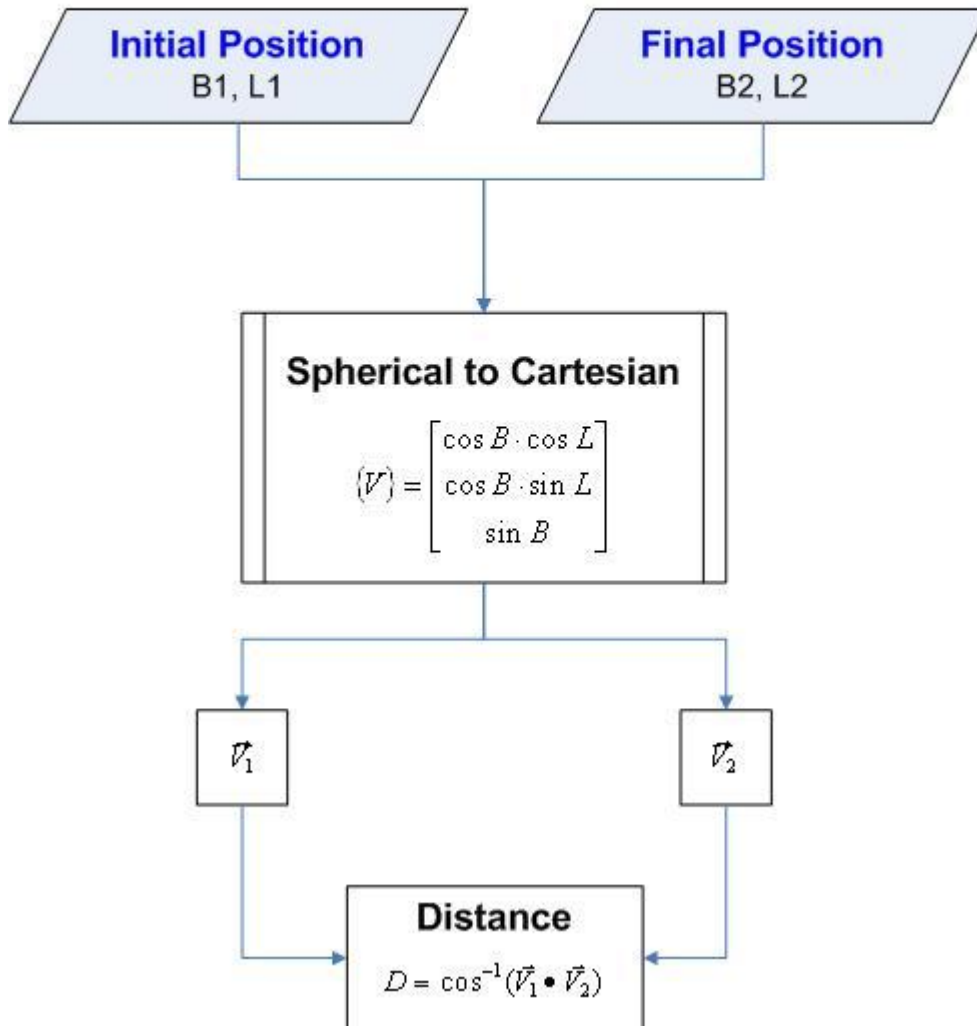 Initial Position
B1, L1
Final Position
B2, L2
Spherical to Cartesian
{V} = [cos B · cos L
cos B · sin L
sin B]
V⃗₁
V⃗₂
Distance
D = cos⁻¹(V⃗₁ • V⃗₂)